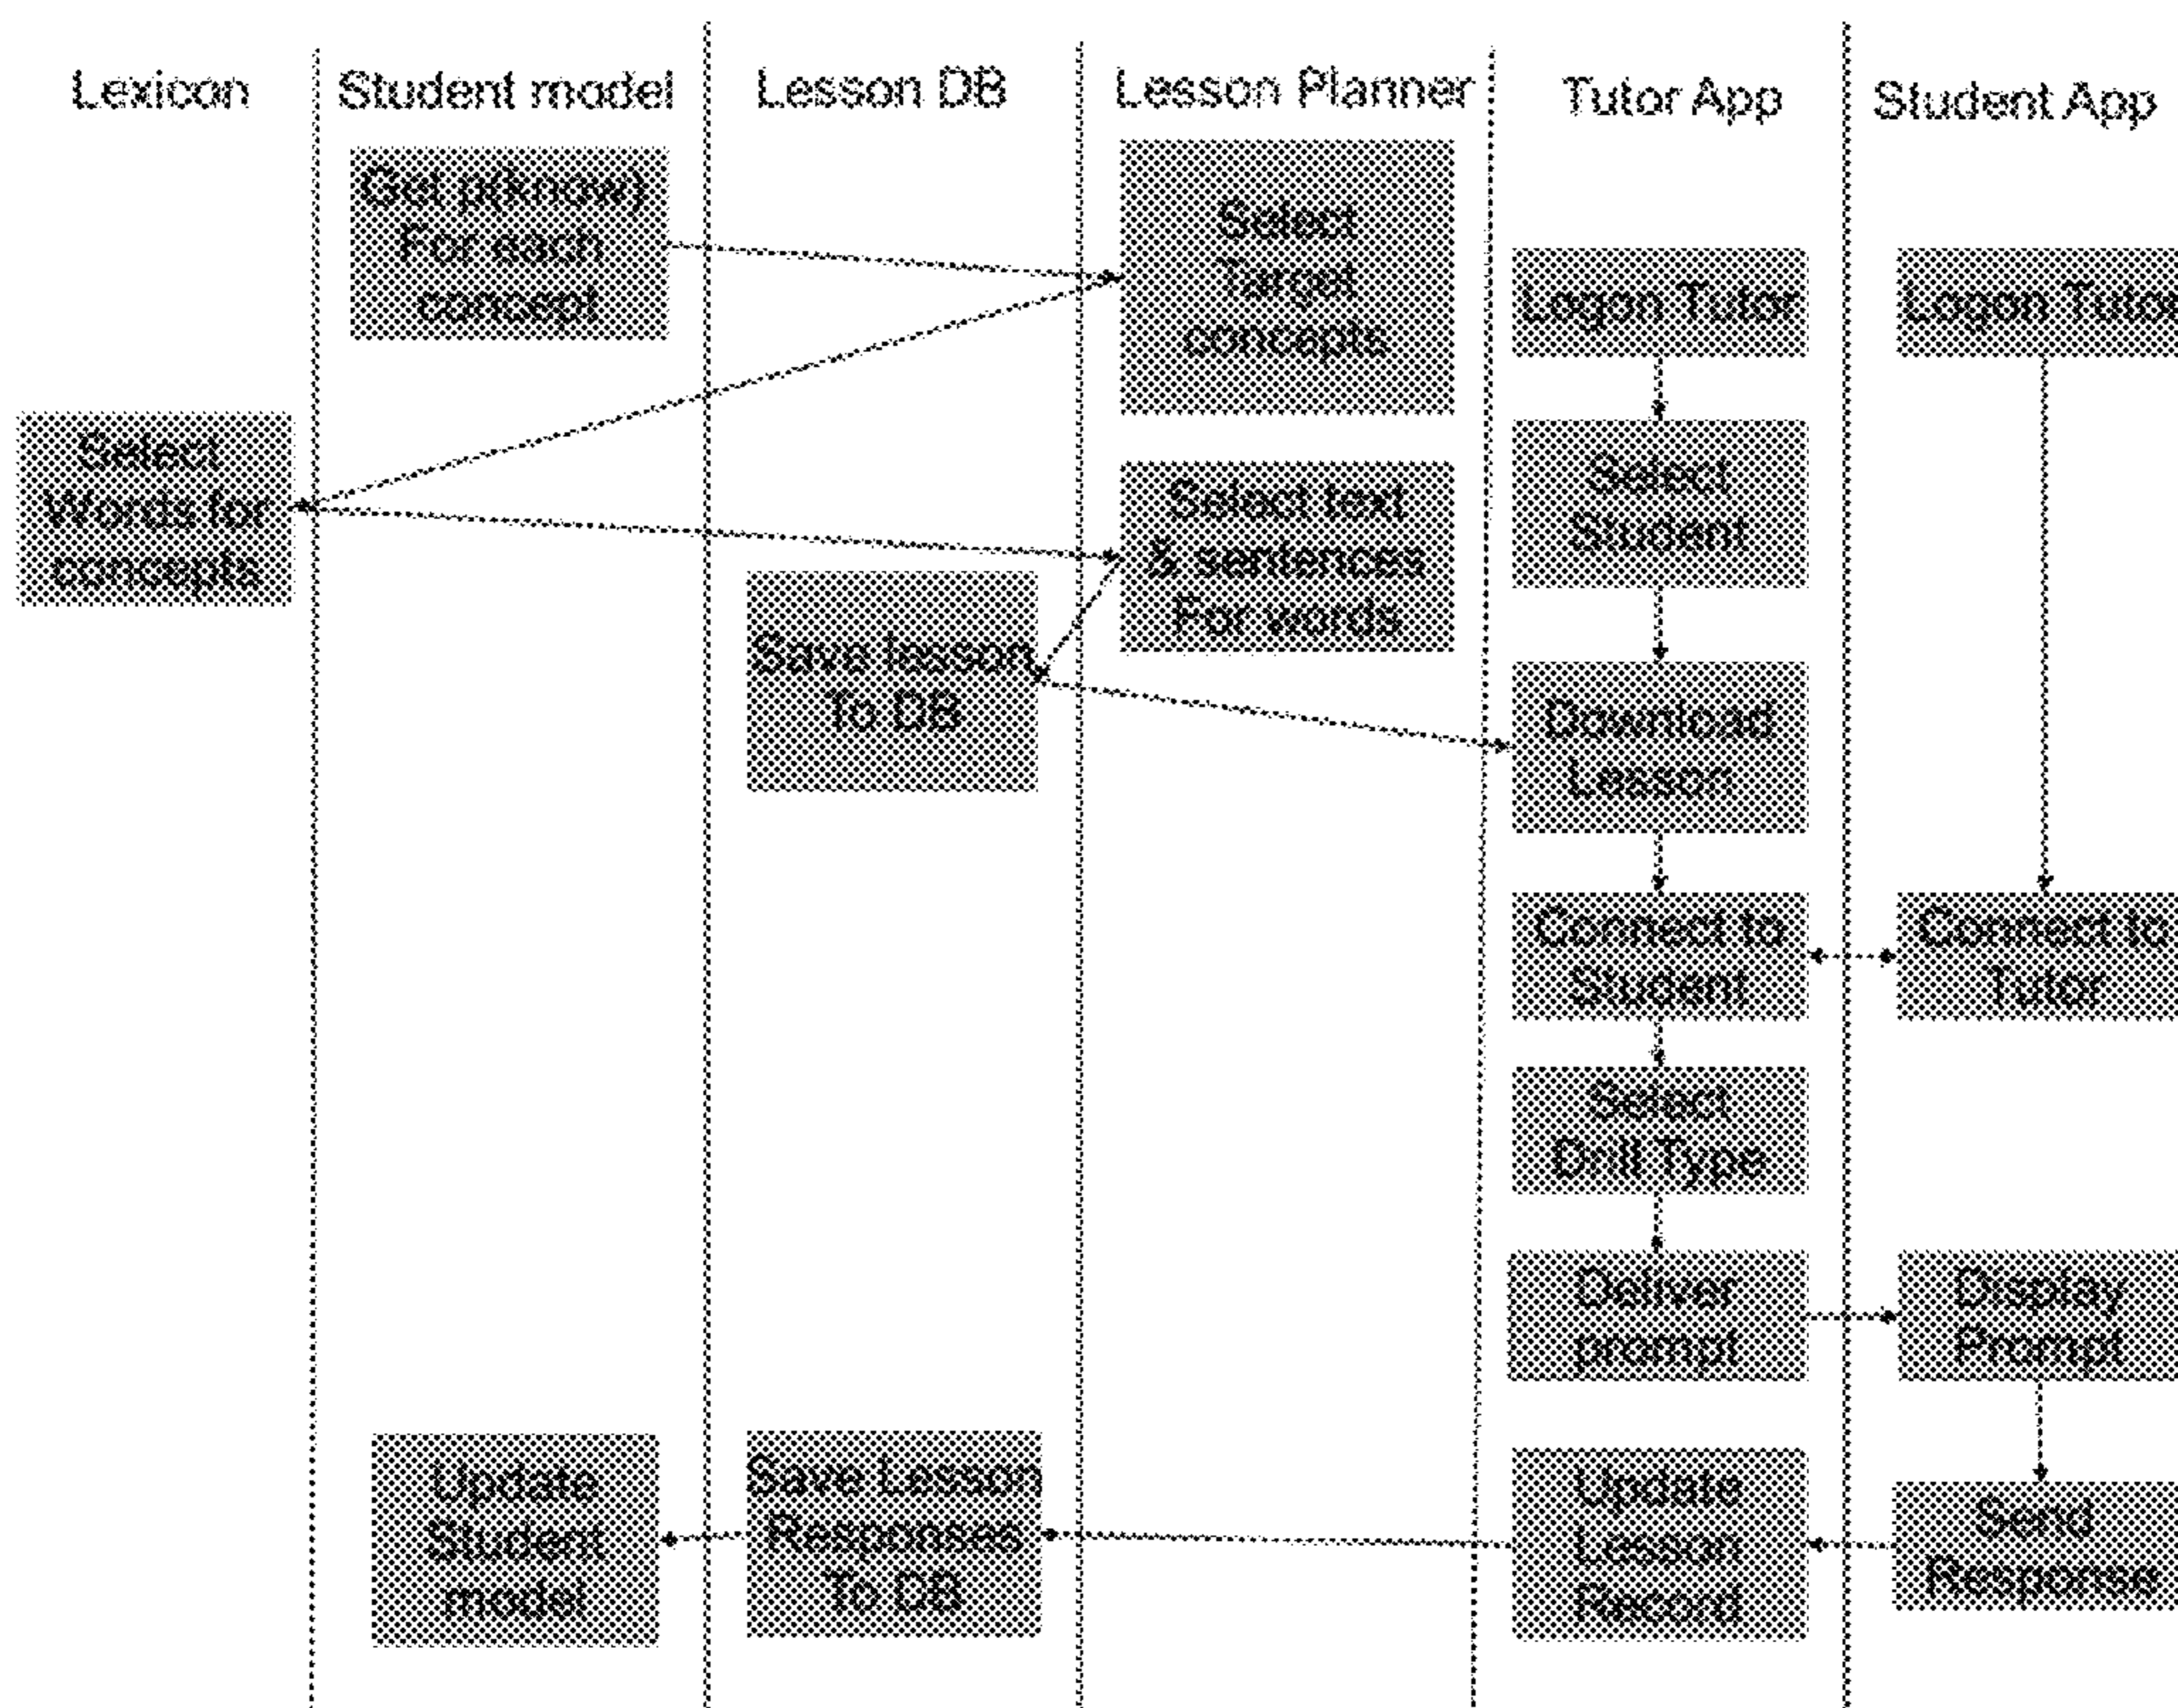 Lexicon
Student model
Lesson DB
Lesson Planner
Tutor App
Student App
Get p(know)
For each
concept
Select
Target
concepts
Logon Tutor
Logon Tutor
Select
Words for
concepts
Select text
& sentences
For words
Select
Student
Save lesson
To DB
Download
Lesson
Connect to
Student
Connect to
Tutor
Select
Drill Type
Deliver
prompt
Display
Prompt
Update
Student
model
Save Lesson
Responses
To DB
Update
Lesson
Record
Send
Response